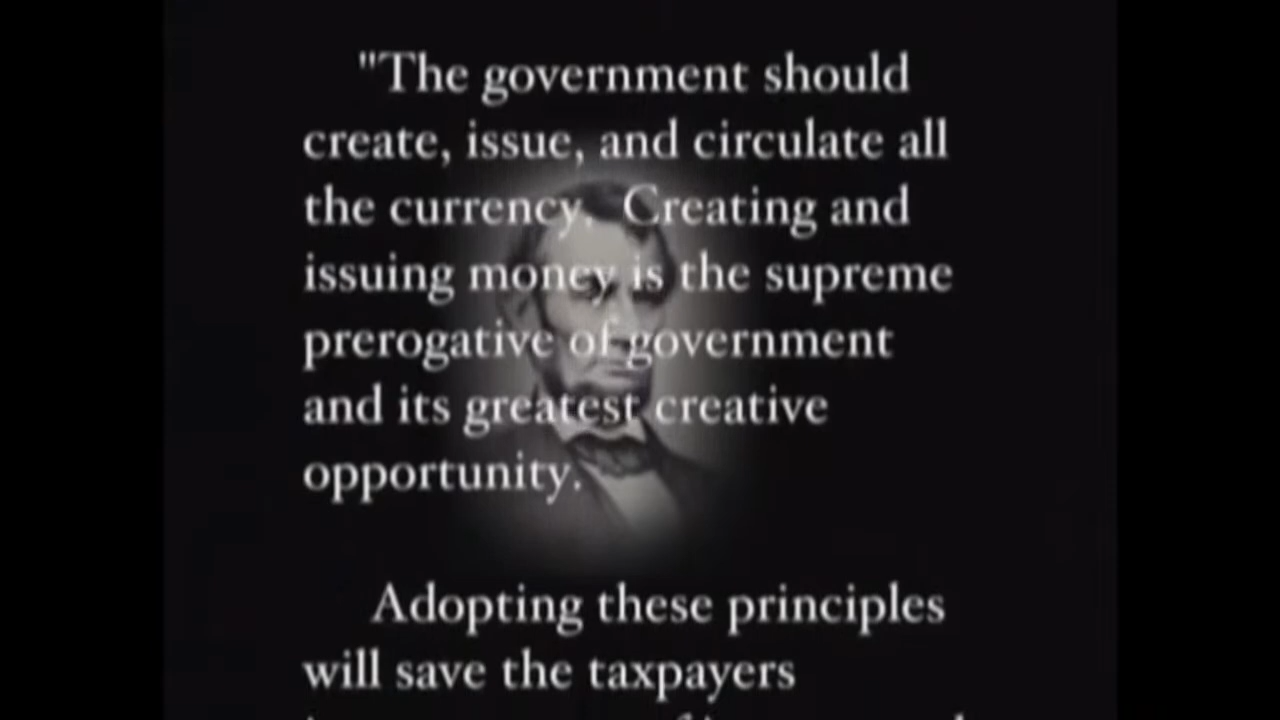 "The government should
create, issue, and circulate all
the currency. Creating and
issuing money is the supreme
prerogative of government
and its greatest creative
opportunity.
Adopting these principles
will save the taxpayers